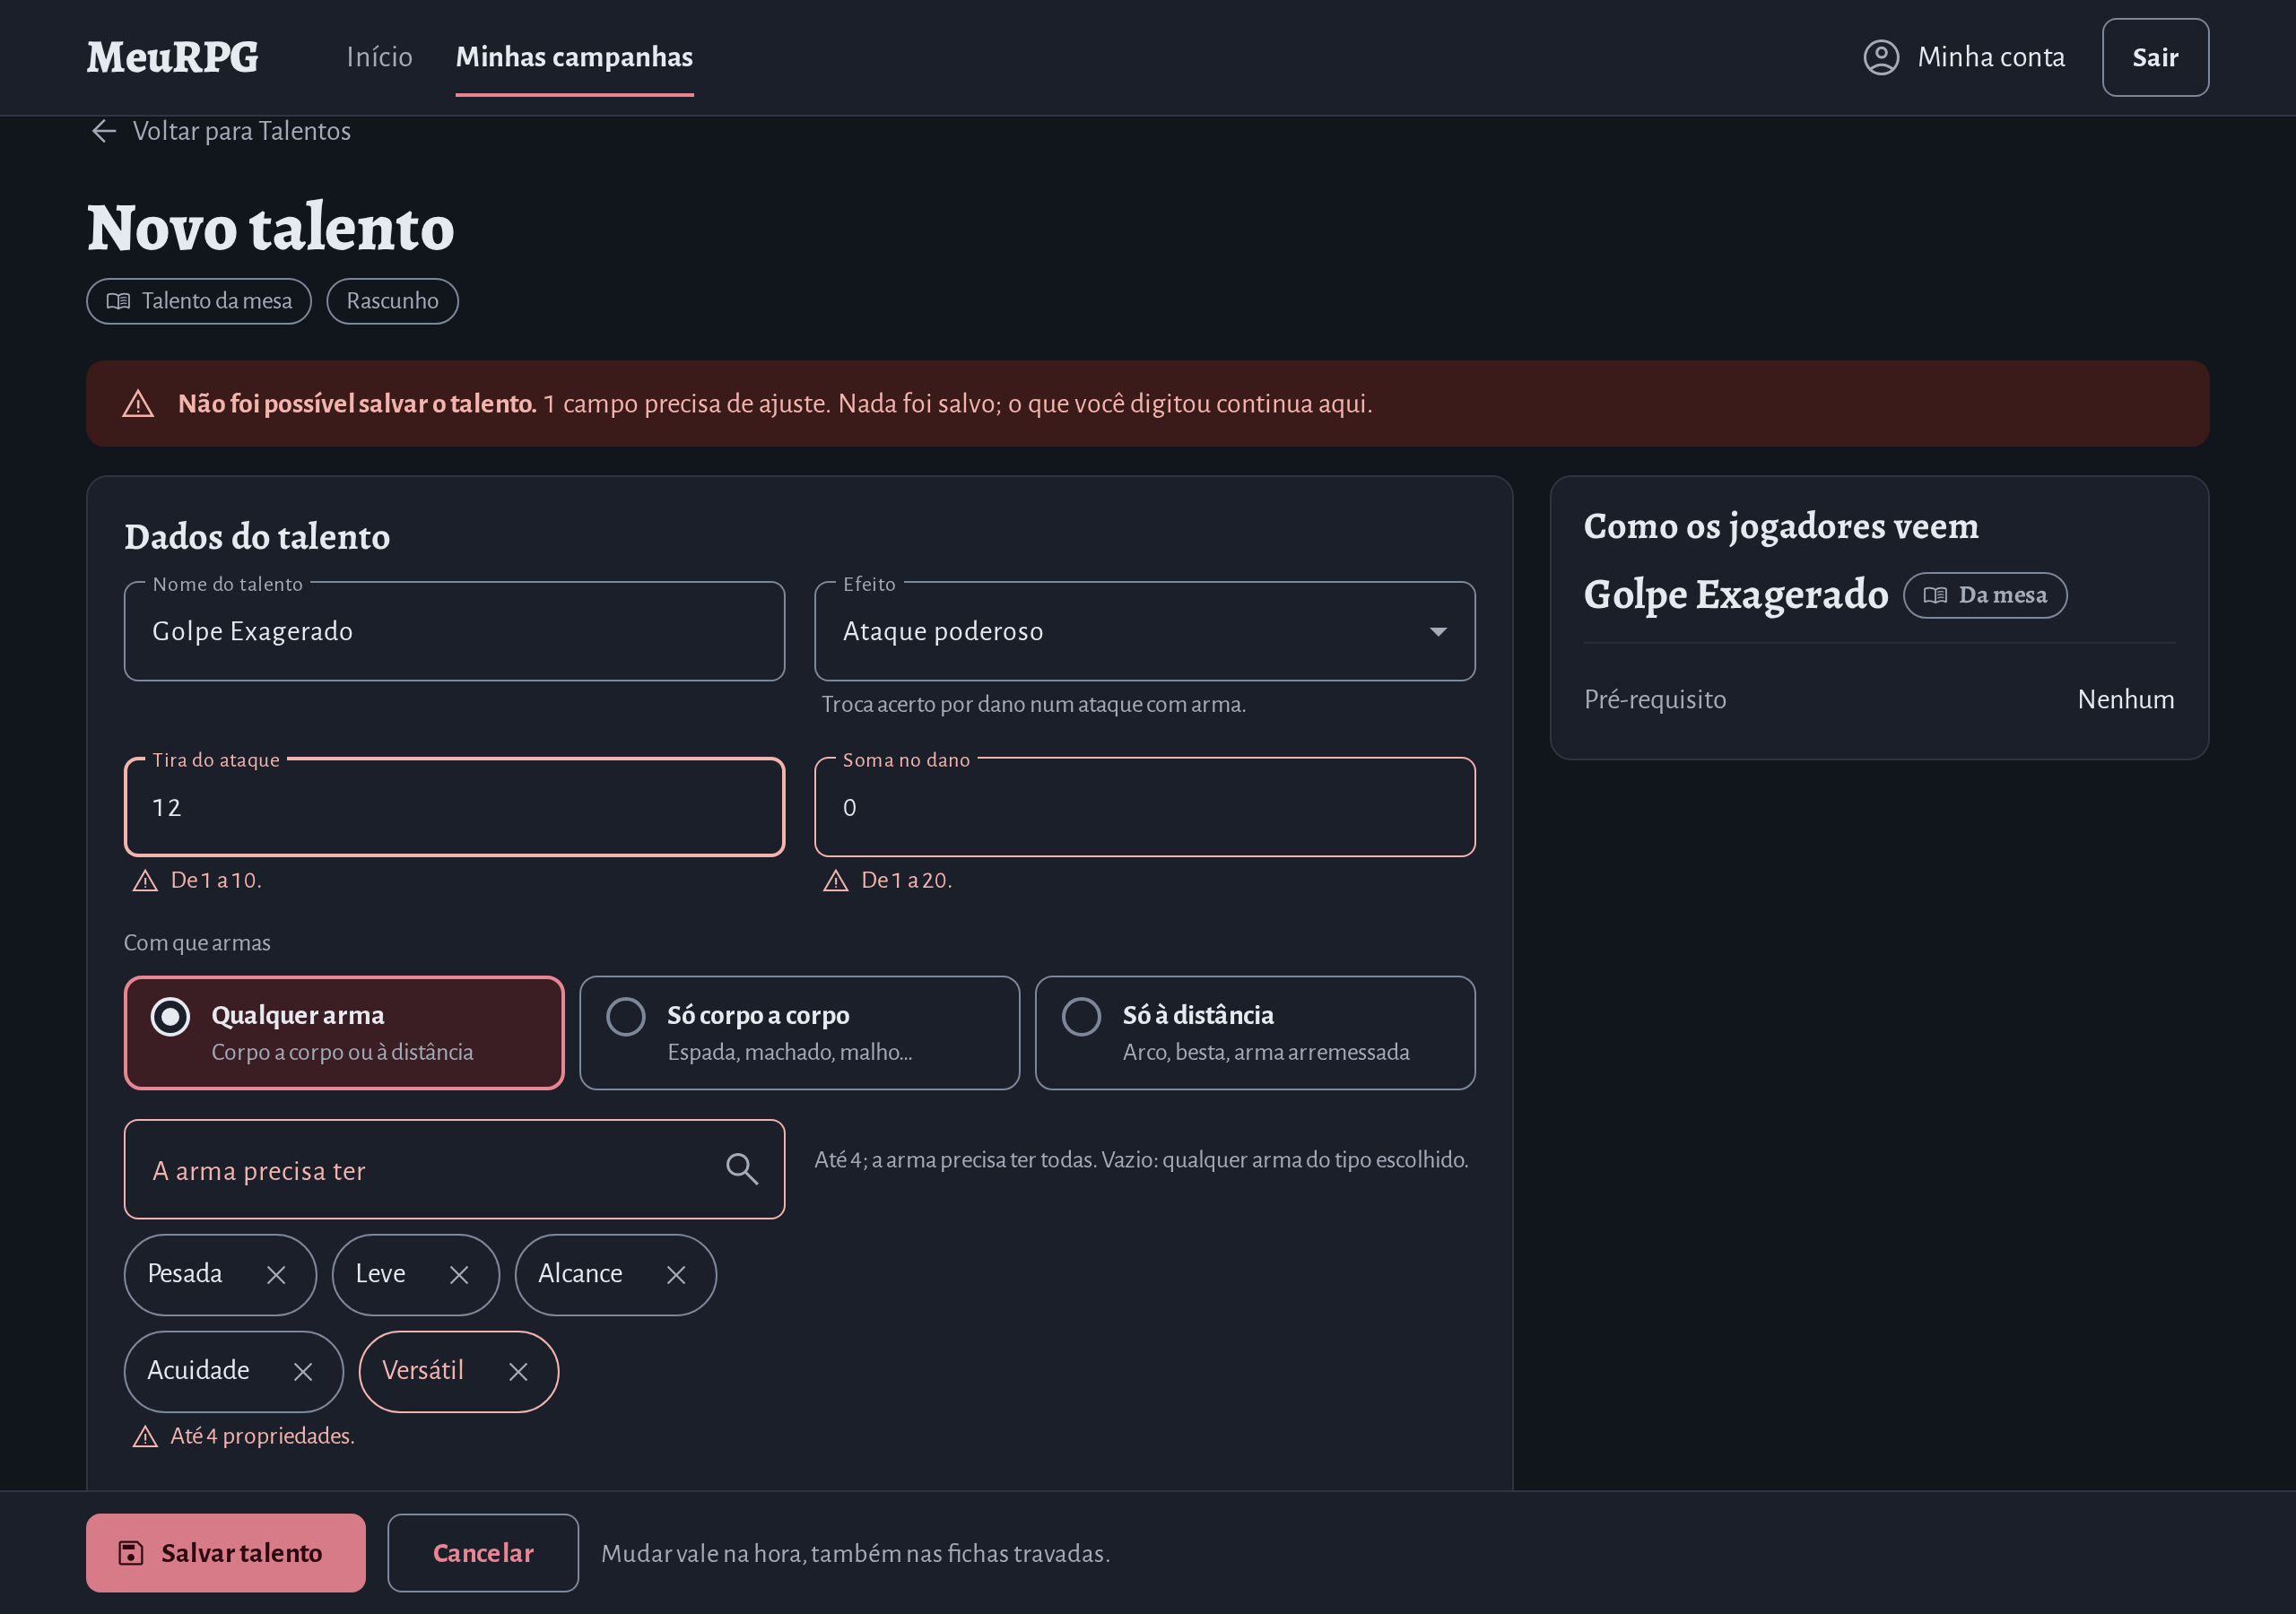 MeuRPG
Início
Minhas campanhas
Minha conta
Sair
Voltar para Talentos
Novo talento
Talento da mesa
Rascunho
Não foi possível salvar o talento. 1 campo precisa de ajuste. Nada foi salvo; o que você digitou continua aqui.
Dados do talento
Nome do talento
Golpe Exagerado
Efeito
Ataque poderoso
Troca acerto por dano num ataque com arma.
Tira do ataque
12
De 1 a 10.
Soma no dano
0
De 1 a 20.
Com que armas
Qualquer arma
Corpo a corpo ou à distância
Só corpo a corpo
Espada, machado, malho...
Só à distância
Arco, besta, arma arremessada
A arma precisa ter
Até 4; a arma precisa ter todas. Vazio: qualquer arma do tipo escolhido.
Pesada
Leve
Alcance
Acuidade
Versátil
Até 4 propriedades.
Como os jogadores veem
Golpe Exagerado
Da mesa
Pré-requisito
Nenhum
Salvar talento
Cancelar
Mudar vale na hora, também nas fichas travadas.